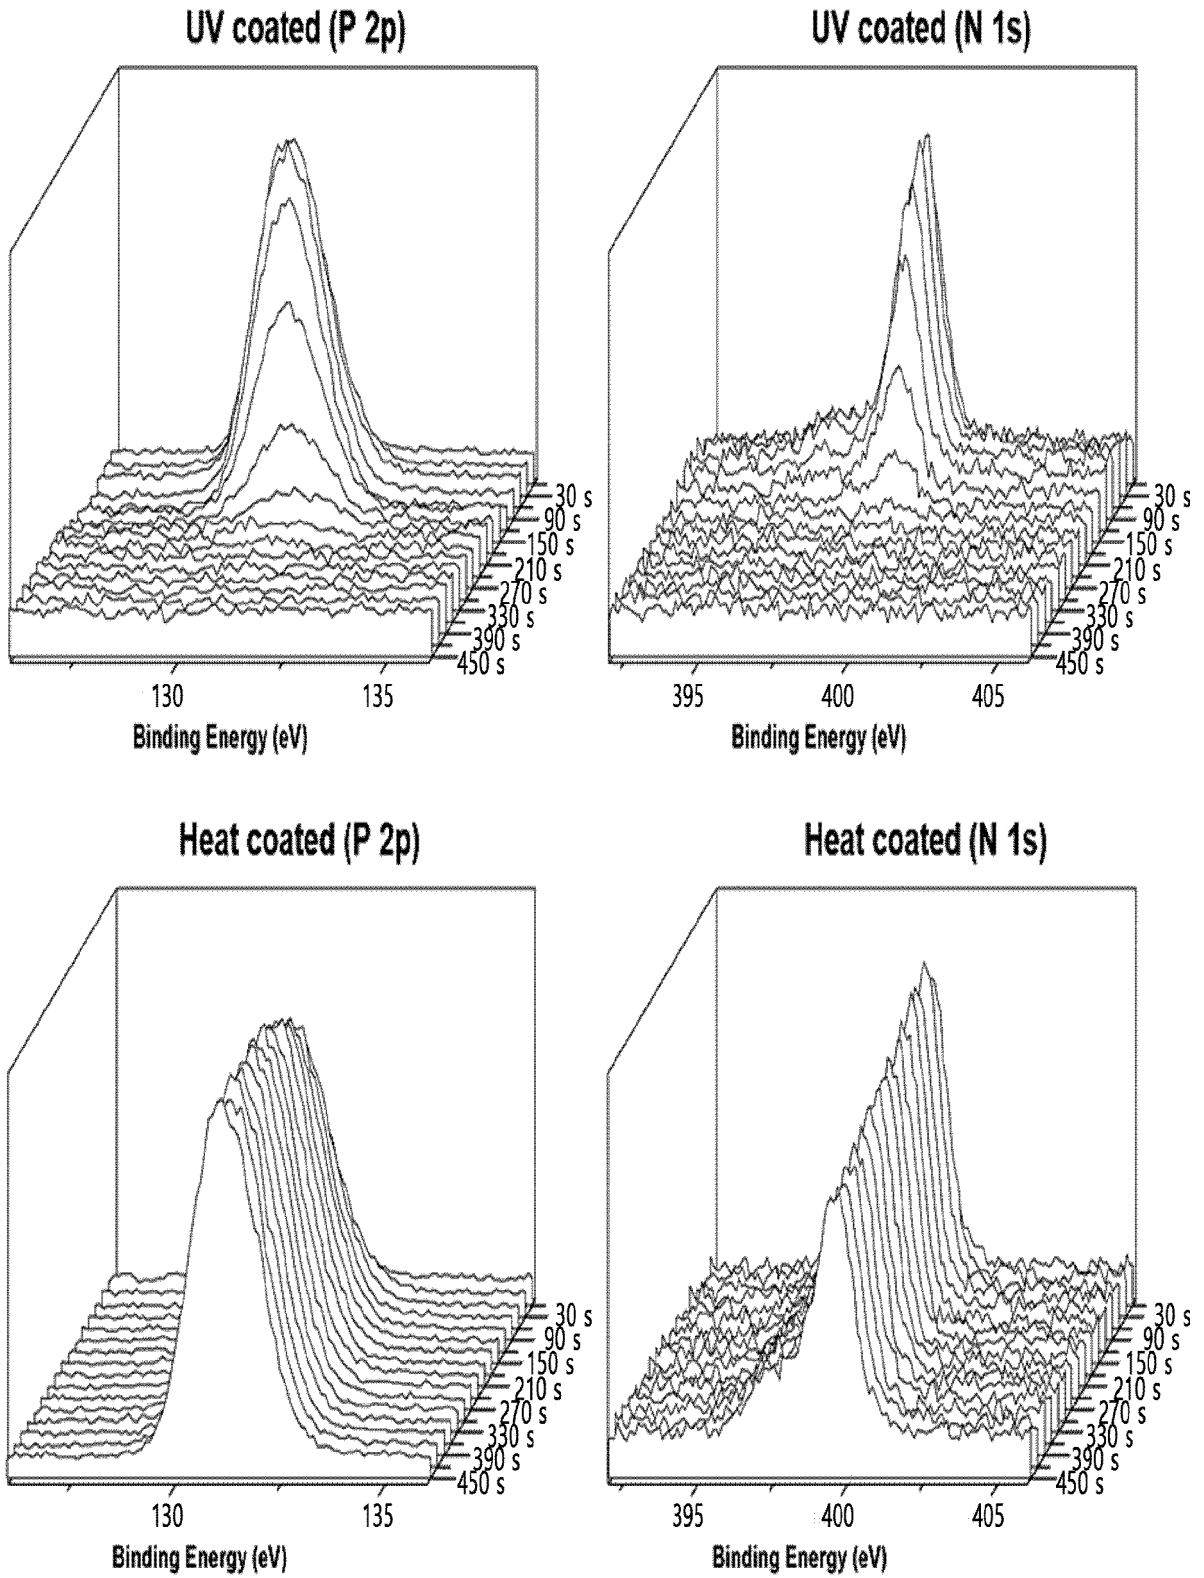 UV coated (P 2p)
UV coated (N 1s)
30 s
90 s
150 s
210 s
270 s
330 s
390 s
450 s
130
135
Binding Energy (eV)
30 s
90 s
150 s
210 s
270 s
330 s
390 s
450 s
395
400
405
Binding Energy (eV)
Heat coated (P 2p)
Heat coated (N 1s)
30 s
90 s
150 s
210 s
270 s
330 s
390 s
450 s
130
135
Binding Energy (eV)
30 s
90 s
150 s
210 s
270 s
330 s
390 s
450 s
395
400
405
Binding Energy (eV)